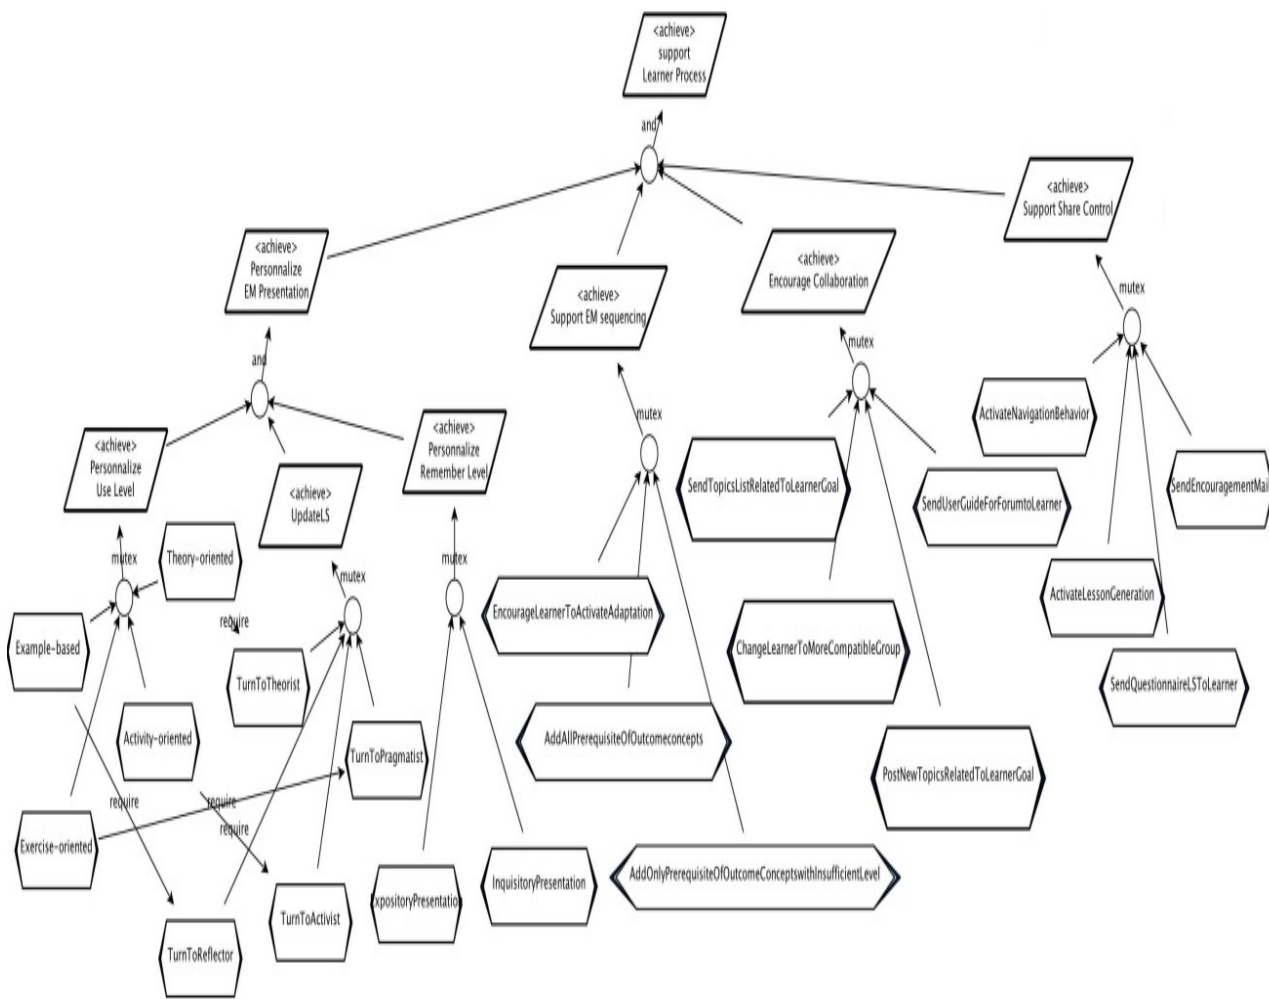 <achieve>
support
Learner Process
and
<achieve>
Support Share Control
<achieve>
Personnalize
EM Presentation
<achieve>
Support EM sequencing
<achieve>
Encourage Collaboration
mutex
and
mutex
mutex
<achieve>
Personnalize
Use Level
<achieve>
UpdateLS
<achieve>
Personnalize
Remember Level
ActivateNavigationBehavior
SendTopicsListRelatedToLearnerGoal
SendUserGuideForForumtoLearner
SendEncouragementMail
mutex
Theory-oriented
mutex
mutex
Example-based
require
EncourageLearnerToActivateAdaptation
ActivateLessonGeneration
ChangeLearnerToMoreCompatibleGroup
TurnToTheorist
SendQuestionnaireLSToLearner
Activity-oriented
TurnToPragmatist
AddAllPrerequisiteOfOutcomeconcepts
PostNewTopicsRelatedToLearnerGoal
require
require
require
Exercise-oriented
InquisitoryPresentation
AddOnlyPrerequisiteOfOutcomeConceptswithInsufficientLevel
ExpositoryPresentation
TurnToActivist
TurnToReflector